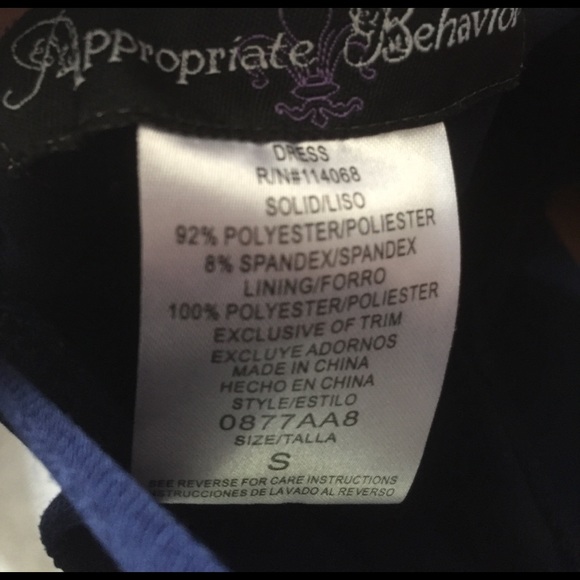 Appropriate Behavior
DRESS
R/N#114068
SOLID/LISO
92% POLYESTER/POLIESTER
8% SPANDEX/SPANDEX
LINING/FORRO
100% POLYESTER/POLIESTER
EXCLUSIVE OF TRIM
EXCLUYE ADORNOS
MADE IN CHINA
HECHO EN CHINA
STYLE/ESTILO
0877AA8
SIZE/TALLA
S
SEE REVERSE FOR CARE INSTRUCTIONS
INSTRUCCIONES DE LAVADO AL REVERSO